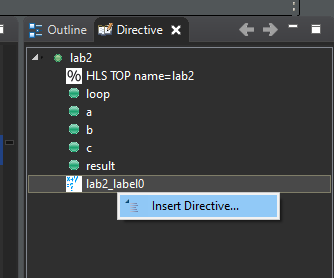 Outline Directive
lab2
% HLS TOP name=lab2
loop
a
b
c
result
lab2_label0
Insert Directive...